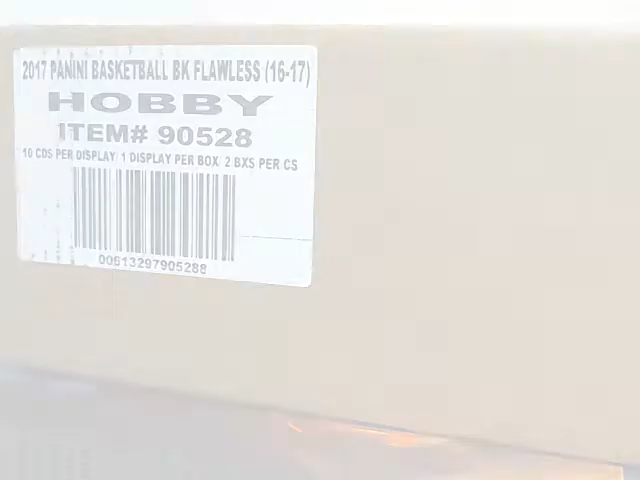 2017 PANINI BASKETBALL BK FLAWLESS (16-17)
HOBBY
ITEM# 90528
10 CDS PER DISPLAY 1 DISPLAY PER BOX 2 BXS PER CS
00613297905288